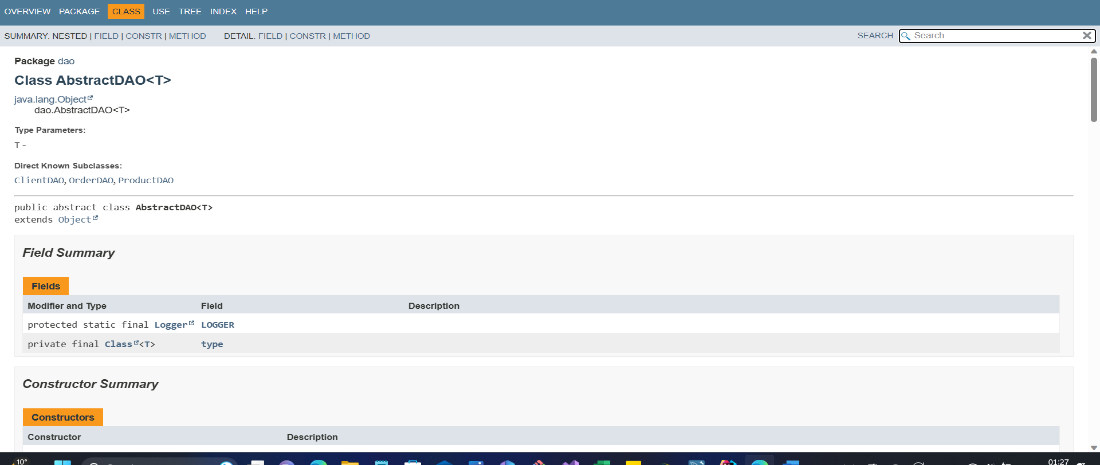 OVERVIEW PACKAGE CLASS USE TREE INDEX HELP
SUMMARY: NESTED | FIELD | CONSTR | METHOD DETAIL: FIELD | CONSTR | METHOD SEARCH Search
Package dao
Class AbstractDAO<T>
java.lang.Object
dao.AbstractDAO<T>
Type Parameters:
T -
Direct Known Subclasses:
ClientDAO, OrderDAO, ProductDAO
public abstract class AbstractDAO<T>
extends Object
Field Summary
Fields
Modifier and Type Field Description
protected static final Logger LOGGER
private final Class<T> type
Constructor Summary
Constructors
Constructor Description
10° 01:27